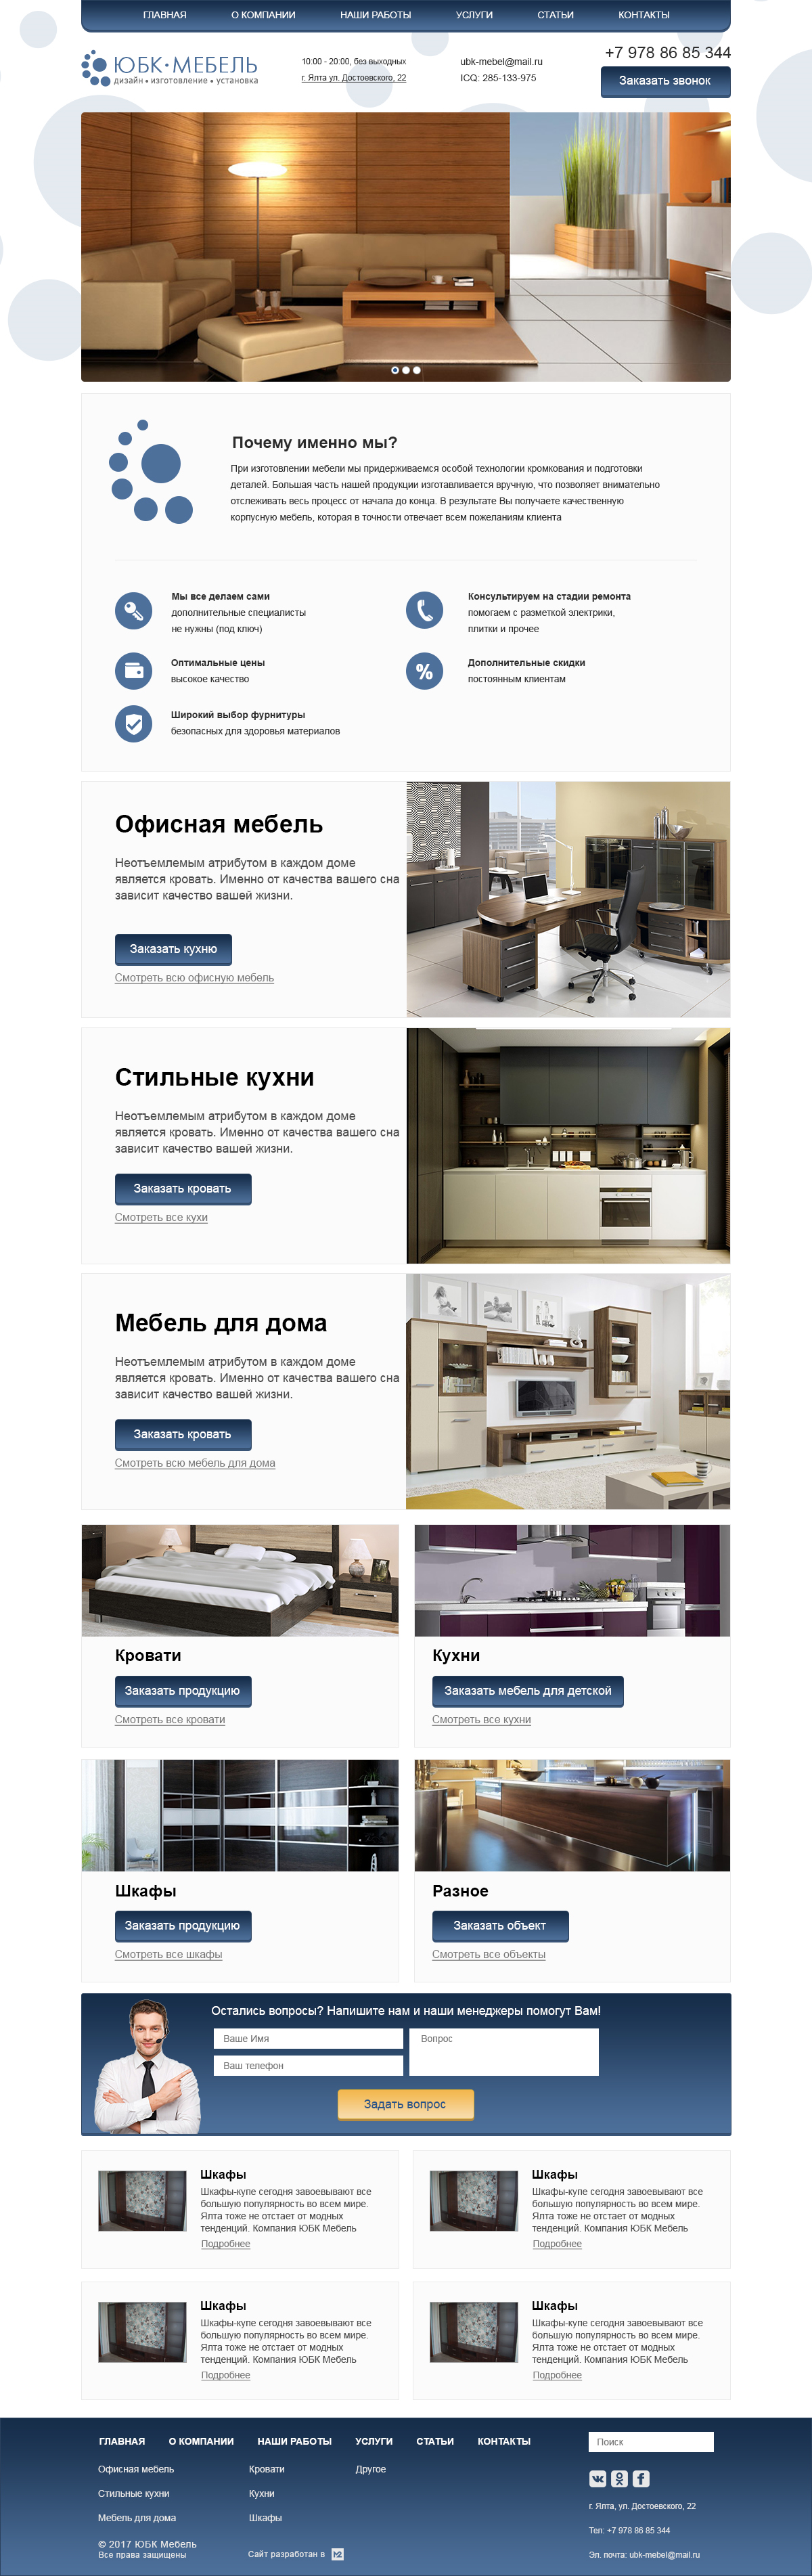 ГЛАВНАЯ О КОМПАНИИ НАШИ РАБОТЫ УСЛУГИ СТАТЬИ КОНТАКТЫ
ЮБК·МЕБЕЛЬ
дизайн • изготовление • установка
10:00 - 20:00, без выходных
г. Ялта ул. Достоевского, 22
ubk-mebel@mail.ru
ICQ: 285-133-975
+7 978 86 85 344
Заказать звонок
Почему именно мы?
При изготовлении мебели мы придерживаемся особой технологии кромкования и подготовки
деталей. Большая часть нашей продукции изготавливается вручную, что позволяет внимательно
отслеживать весь процесс от начала до конца. В результате Вы получаете качественную
корпусную мебель, которая в точности отвечает всем пожеланиям клиента
Мы все делаем сами
дополнительные специалисты
не нужны (под ключ)
Консультируем на стадии ремонта
помогаем с разметкой электрики,
плитки и прочее
Оптимальные цены
высокое качество
%
Дополнительные скидки
постоянным клиентам
Широкий выбор фурнитуры
безопасных для здоровья материалов
Офисная мебель
Неотъемлемым атрибутом в каждом доме
является кровать. Именно от качества вашего сна
зависит качество вашей жизни.
Заказать кухню
Смотреть всю офисную мебель
Стильные кухни
Неотъемлемым атрибутом в каждом доме
является кровать. Именно от качества вашего сна
зависит качество вашей жизни.
Заказать кровать
Смотреть все кухи
Мебель для дома
Неотъемлемым атрибутом в каждом доме
является кровать. Именно от качества вашего сна
зависит качество вашей жизни.
Заказать кровать
Смотреть всю мебель для дома
Кровати
Заказать продукцию
Смотреть все кровати
Кухни
Заказать мебель для детской
Смотреть все кухни
Шкафы
Заказать продукцию
Смотреть все шкафы
Разное
Заказать объект
Смотреть все объекты
Остались вопросы? Напишите нам и наши менеджеры помогут Вам!
Ваше Имя
Вопрос
Ваш телефон
Задать вопрос
Шкафы
Шкафы-купе сегодня завоевывают все
большую популярность во всем мире.
Ялта тоже не отстает от модных
тенденций. Компания ЮБК Мебель
Подробнее
Шкафы
Шкафы-купе сегодня завоевывают все
большую популярность во всем мире.
Ялта тоже не отстает от модных
тенденций. Компания ЮБК Мебель
Подробнее
Шкафы
Шкафы-купе сегодня завоевывают все
большую популярность во всем мире.
Ялта тоже не отстает от модных
тенденций. Компания ЮБК Мебель
Подробнее
Шкафы
Шкафы-купе сегодня завоевывают все
большую популярность во всем мире.
Ялта тоже не отстает от модных
тенденций. Компания ЮБК Мебель
Подробнее
ГЛАВНАЯ О КОМПАНИИ НАШИ РАБОТЫ УСЛУГИ СТАТЬИ КОНТАКТЫ
Поиск
Офисная мебель Кровати Другое
Стильные кухни Кухни
Мебель для дома Шкафы
г. Ялта, ул. Достоевского, 22
Тел: +7 978 86 85 344
Эл. почта: ubk-mebel@mail.ru
© 2017 ЮБК Мебель
Все права защищены
Сайт разработан в